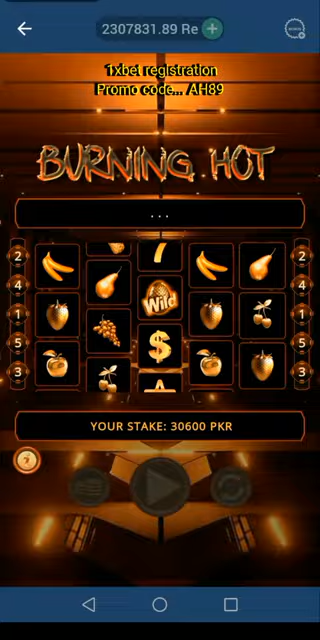 2307831.89 Re
1xbet registration
Promo code... AH89
BURNING HOT
...
2 2
4 4
Wild
1 1
$
5 5
3 3
YOUR STAKE: 30600 PKR